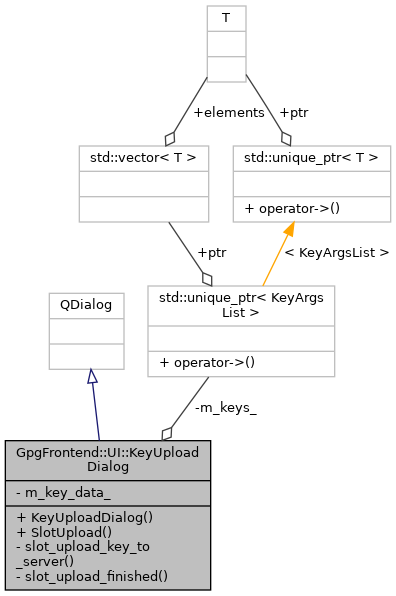 T
+elements
+ptr
std::vector< T >
std::unique_ptr< T >
+ operator->()
+ptr
< KeyArgsList >
QDialog
std::unique_ptr< KeyArgs
List >
+ operator->()
-m_keys_
GpgFrontend::UI::KeyUpload
Dialog
- m_key_data_
+ KeyUploadDialog()
+ SlotUpload()
- slot_upload_key_to
_server()
- slot_upload_finished()